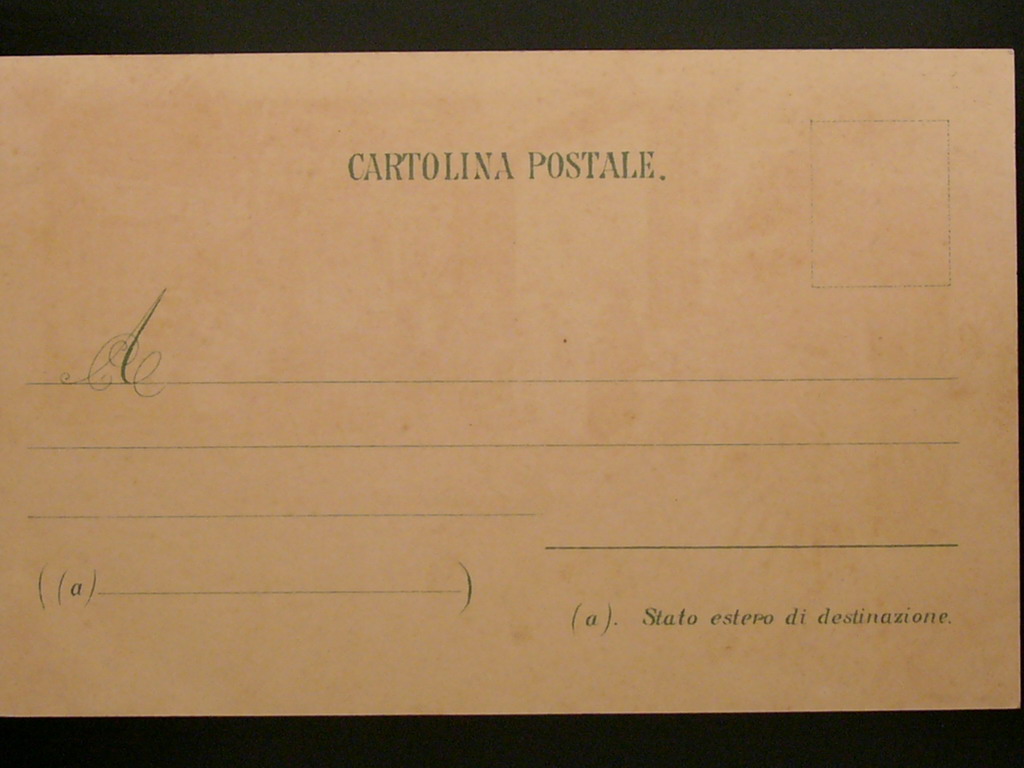 CARTOLINA POSTALE.
A
((a) )
(a). Stato estero di destinazione.